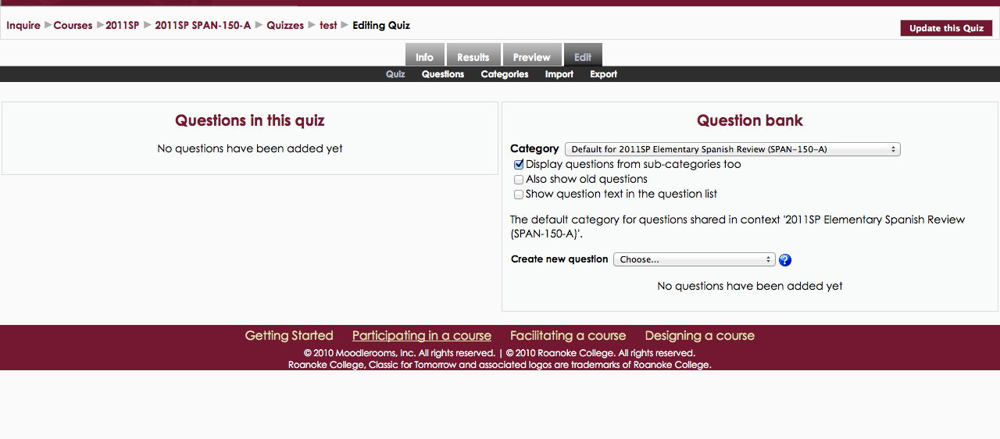 Inquire Courses 2011SP 2011SP SPAN-150-A Quizzes test Editing Quiz
Update this Quiz
Info Results Preview Edit
Quiz Questions Categories Import Export
Questions in this quiz
No questions have been added yet
Question bank
Category Default for 2011SP Elementary Spanish Review (SPAN-150-A)
Display questions from sub-categories too
Also show old questions
Show question text in the question list
The default category for questions shared in context '2011SP Elementary Spanish Review
(SPAN-150-A)'.
Create new question Choose... ?
No questions have been added yet
Getting Started Participating in a course Facilitating a course Designing a course
© 2010 Moodlerooms, Inc. All rights reserved. | © 2010 Roanoke College. All rights reserved.
Roanoke College, Classic for Tomorrow and associated logos are trademarks of Roanoke College.